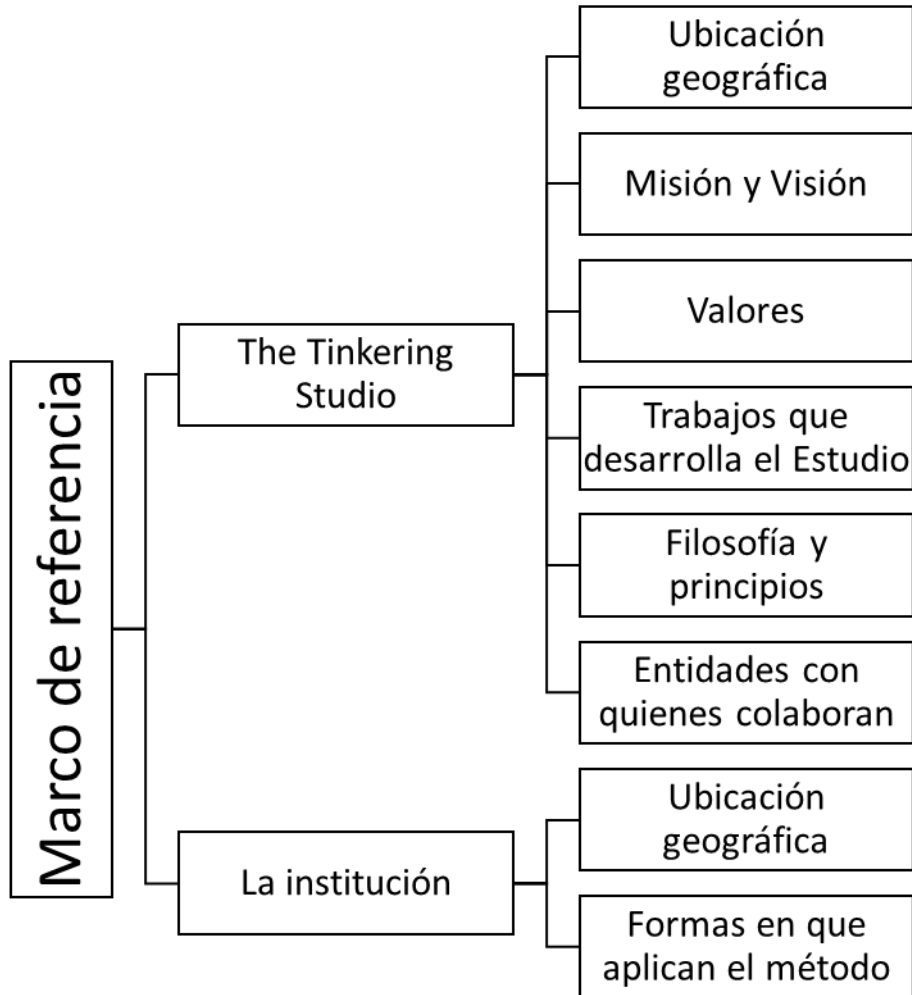 Marco de referencia
The Tinkering
Studio
Ubicación
geográfica
Misión y Visión
Valores
Trabajos que
desarrolla el Estudio
Filosofía y
principios
Entidades con
quienes colaboran
La institución
Ubicación
geográfica
Formas en que
aplican el método